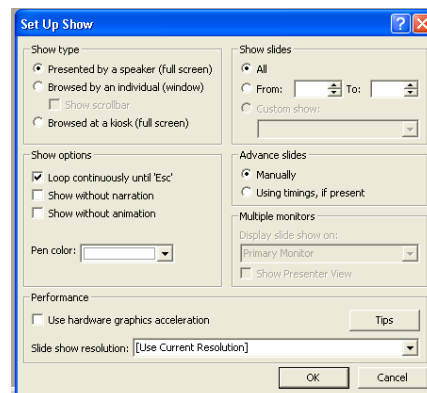 Set Up Show
Show type
Presented by a speaker (full screen)
Browsed by an individual (window)
Show scrollbar
Browsed at a kiosk (full screen)
Show slides
All
From: To:
Custom show:
Show options
Loop continuously until 'Esc'
Show without narration
Show without animation
Pen color:
Advance slides
Manually
Using timings, if present
Multiple monitors
Display slide show on:
Primary Monitor
Show Presenter View
Performance
Use hardware graphics acceleration
Tips
Slide show resolution: [Use Current Resolution]
OK Cancel